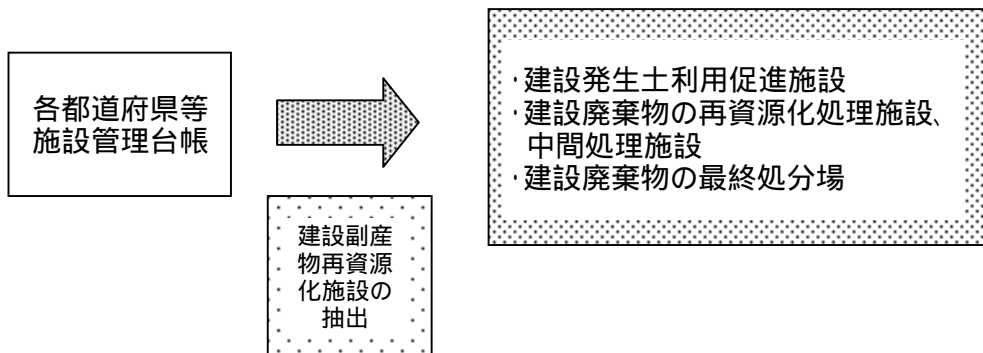 各都道府県等
施設管理台帳
建設副産
物再資源
化施設の
抽出
・建設発生土利用促進施設
・建設廃棄物の再資源化処理施設、
中間処理施設
・建設廃棄物の最終処分場